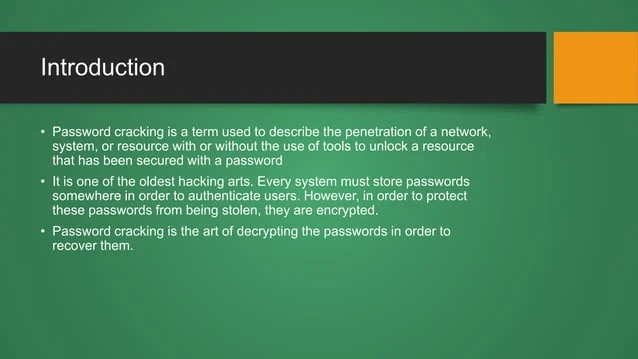 Introduction
• Password cracking is a term used to describe the penetration of a network,
system, or resource with or without the use of tools to unlock a resource
that has been secured with a password
• It is one of the oldest hacking arts. Every system must store passwords
somewhere in order to authenticate users. However, in order to protect
these passwords from being stolen, they are encrypted.
• Password cracking is the art of decrypting the passwords in order to
recover them.